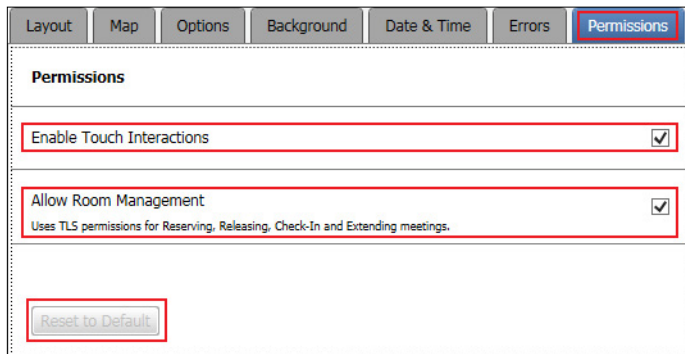 Layout Map Options Background Date & Time Errors Permissions
Permissions
Enable Touch Interactions
Allow Room Management
Uses TLS permissions for Reserving, Releasing, Check-In and Extending meetings.
Reset to Default